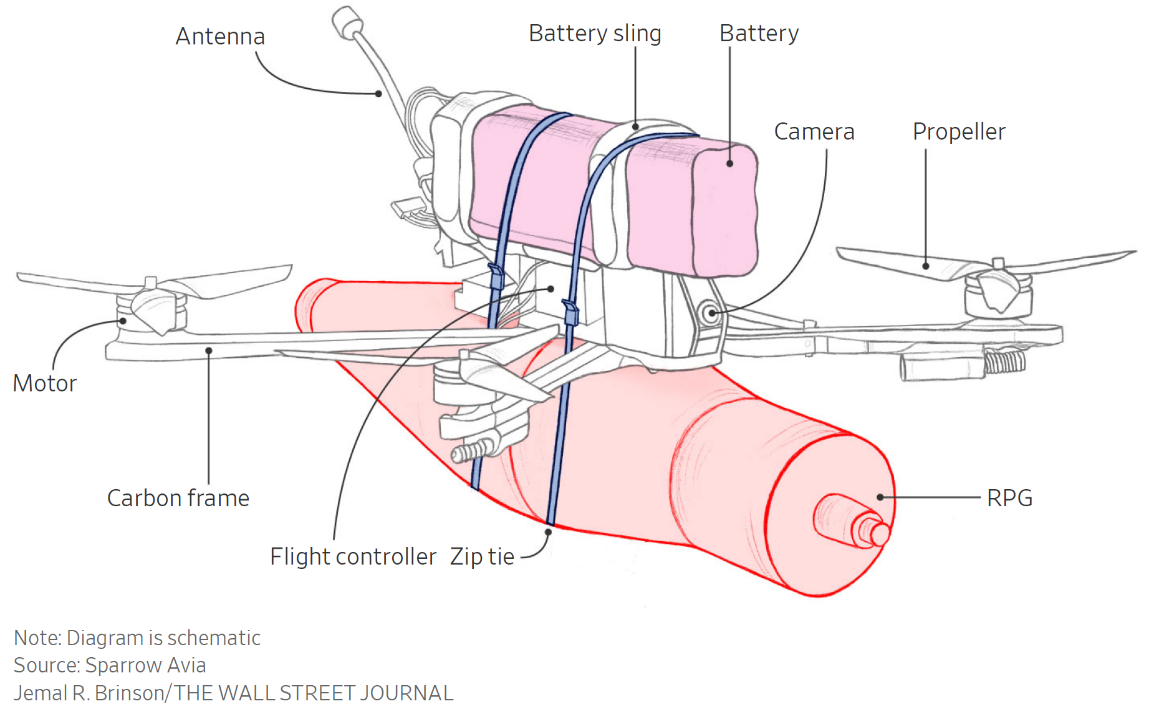 Antenna
Battery sling
Battery
Camera
Propeller
Motor
Carbon frame
RPG
Flight controller
Zip tie
Note: Diagram is schematic
Source: Sparrow Avia
Jemal R. Brinson/THE WALL STREET JOURNAL